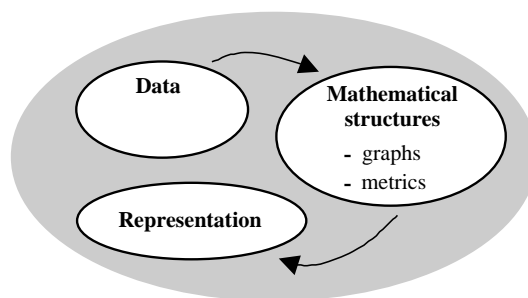 Data
Mathematical
structures
- graphs
- metrics
Representation